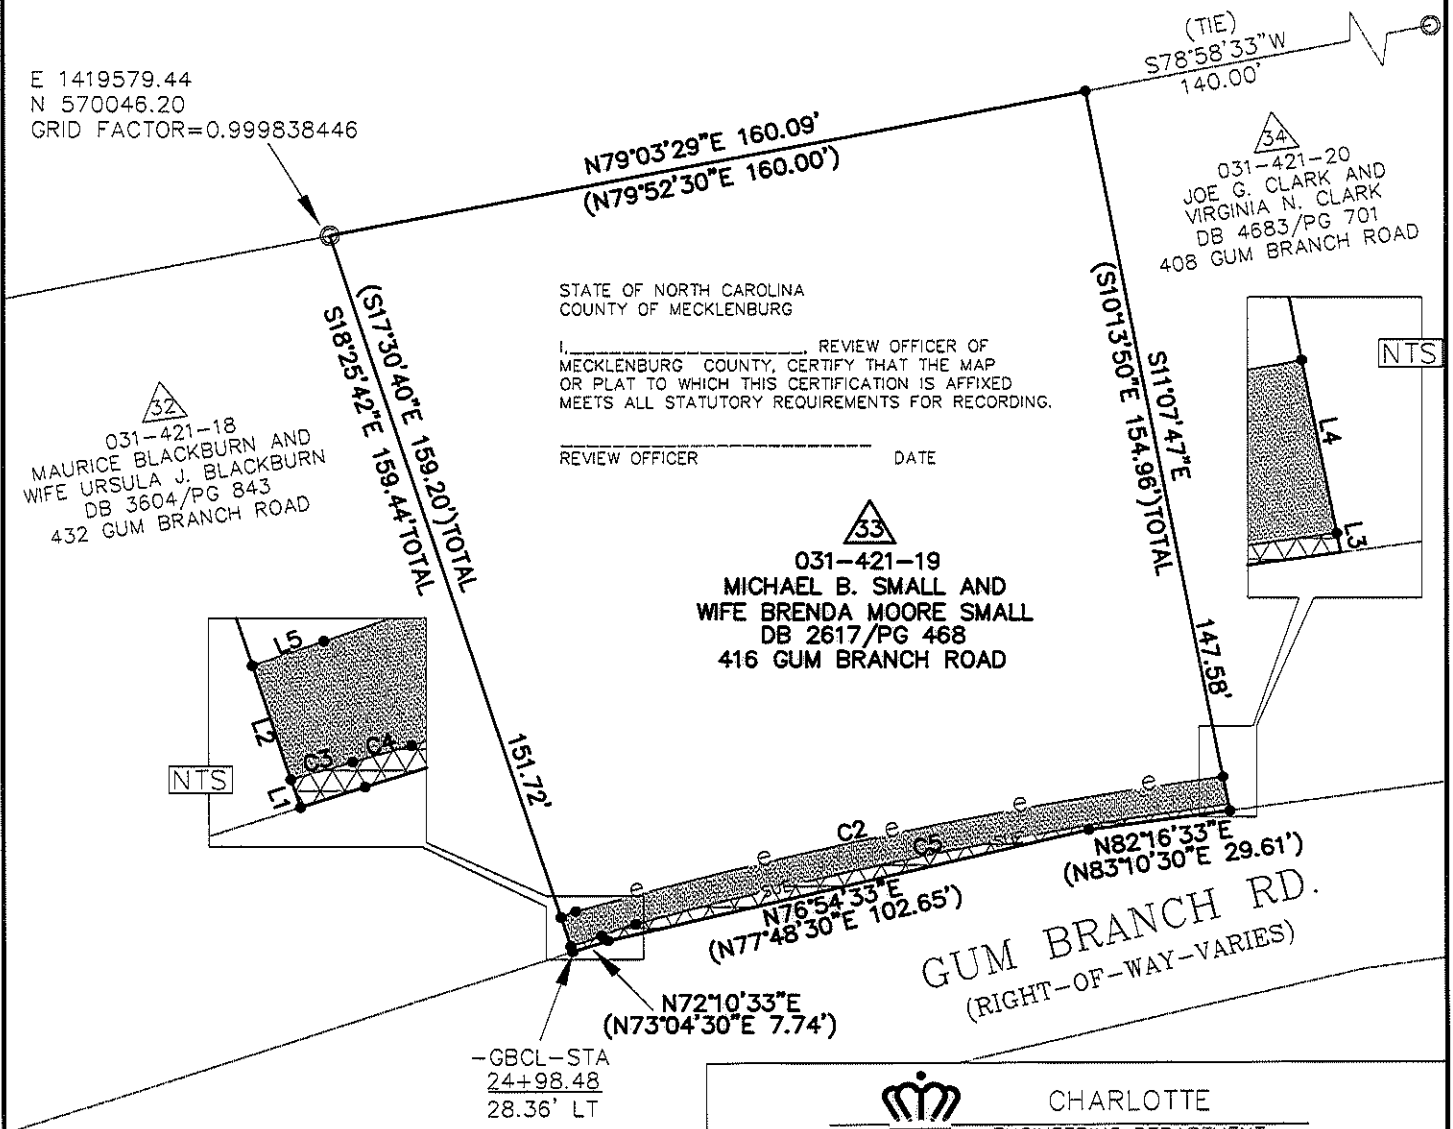 (TIE)
S78°58'33"W
140.00'
E 1419579.44
N 570046.20
GRID FACTOR=0.999838446
N79°03'29"E 160.09'
(N79°52'30"E 160.00')
34
031-421-20
JOE G. CLARK AND
VIRGINIA N. CLARK
DB 4683/PG 701
408 GUM BRANCH ROAD
STATE OF NORTH CAROLINA
COUNTY OF MECKLENBURG
I,____________________, REVIEW OFFICER OF
MECKLENBURG COUNTY, CERTIFY THAT THE MAP
OR PLAT TO WHICH THIS CERTIFICATION IS AFFIXED
MEETS ALL STATUTORY REQUIREMENTS FOR RECORDING.
REVIEW OFFICER DATE
(S17°30'40"E 159.20')TOTAL
S18°25'42"E 159.44'TOTAL
S11°07'47"E
(S10°13'50"E 154.96')TOTAL
NTS
L4
L3
32
031-421-18
MAURICE BLACKBURN AND
WIFE URSULA J. BLACKBURN
DB 3604/PG 843
432 GUM BRANCH ROAD
33
031-421-19
MICHAEL B. SMALL AND
WIFE BRENDA MOORE SMALL
DB 2617/PG 468
416 GUM BRANCH ROAD
147.58'
L5
L2
C3 C4
L1
NTS
151.72'
e e e e e
C2
C5
SUE SUE
N82°16'33"E
(N83°10'30"E 29.61')
N76°54'33"E
(N77°48'30"E 102.65')
GUM BRANCH RD.
(RIGHT-OF-WAY-VARIES)
N72°10'33"E
(N73°04'30"E 7.74')
-GBCL-STA
24+98.48
28.36' LT
CHARLOTTE
ENGINEERING DEPARTMENT